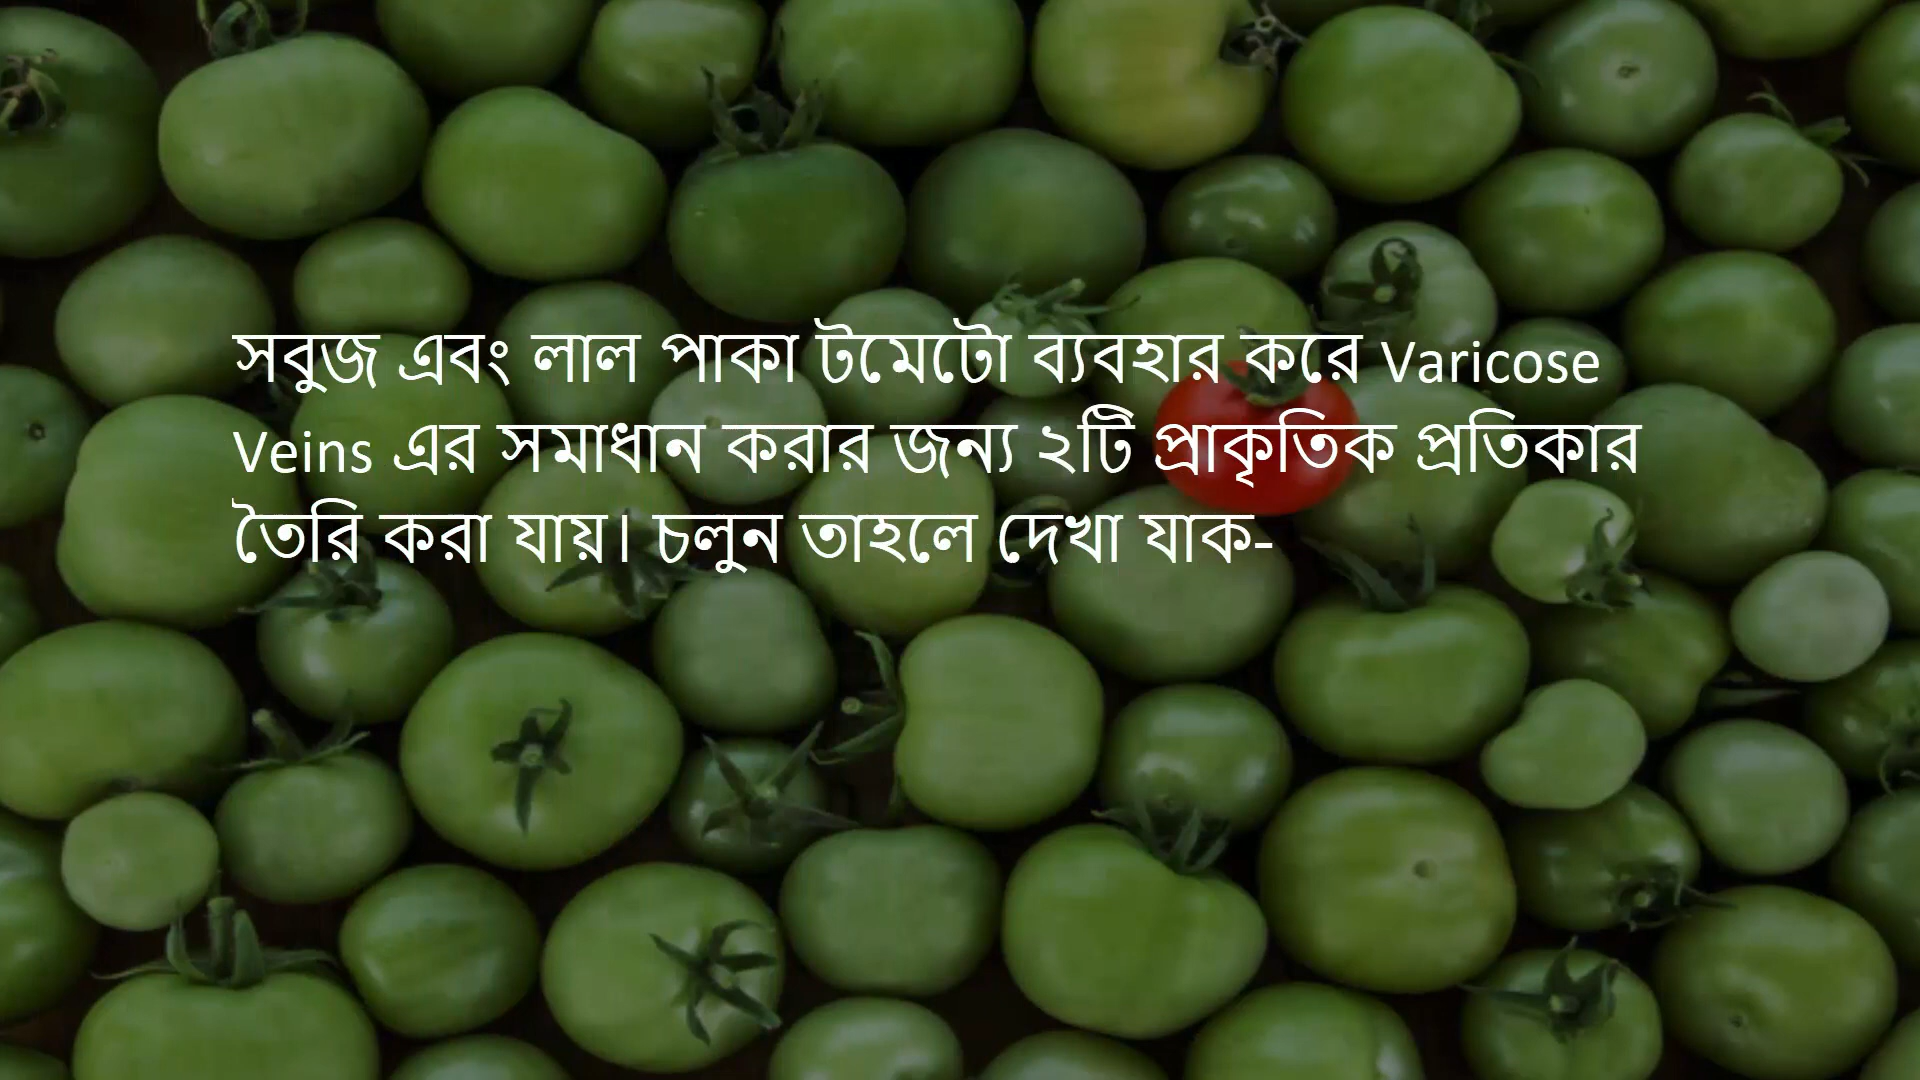 সবুজ এবং লাল পাকা টমেটো ব্যবহার করে Varicose
Veins এর সমাধান করার জন্য ২টি প্রাকৃতিক প্রতিকার
তৈরি করা যায়। চলুন তাহলে দেখা যাক-